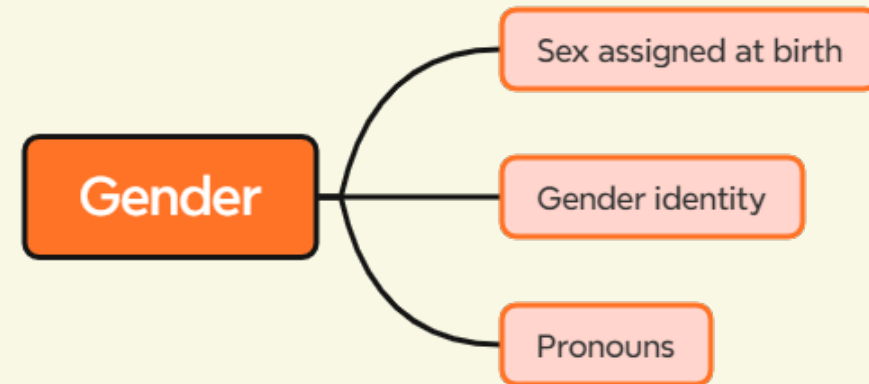 Gender
Sex assigned at birth
Gender identity
Pronouns